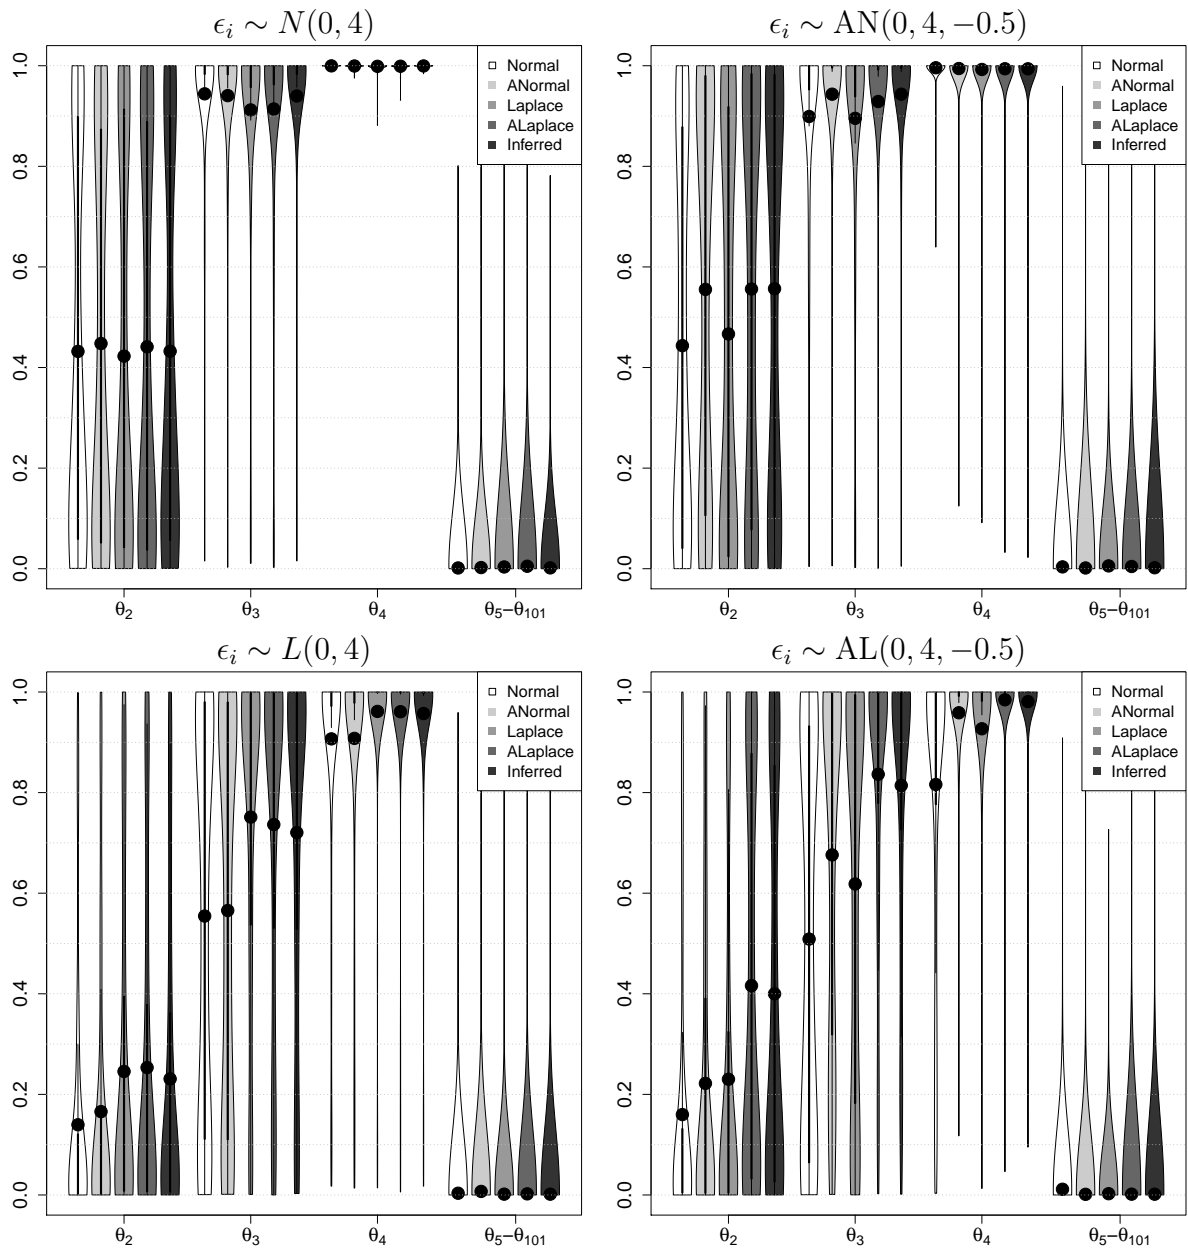 ϵᵢ ∼ N(0, 4)
1.0
0.8
0.6
0.4
0.2
0.0
Normal
ANormal
Laplace
ALaplace
Inferred
θ₂
θ₃
θ₄
θ₅−θ₁₀₁
ϵᵢ ∼ AN(0, 4, −0.5)
1.0
0.8
0.6
0.4
0.2
0.0
Normal
ANormal
Laplace
ALaplace
Inferred
θ₂
θ₃
θ₄
θ₅−θ₁₀₁
ϵᵢ ∼ L(0, 4)
1.0
0.8
0.6
0.4
0.2
0.0
Normal
ANormal
Laplace
ALaplace
Inferred
θ₂
θ₃
θ₄
θ₅−θ₁₀₁
ϵᵢ ∼ AL(0, 4, −0.5)
1.0
0.8
0.6
0.4
0.2
0.0
Normal
ANormal
Laplace
ALaplace
Inferred
θ₂
θ₃
θ₄
θ₅−θ₁₀₁